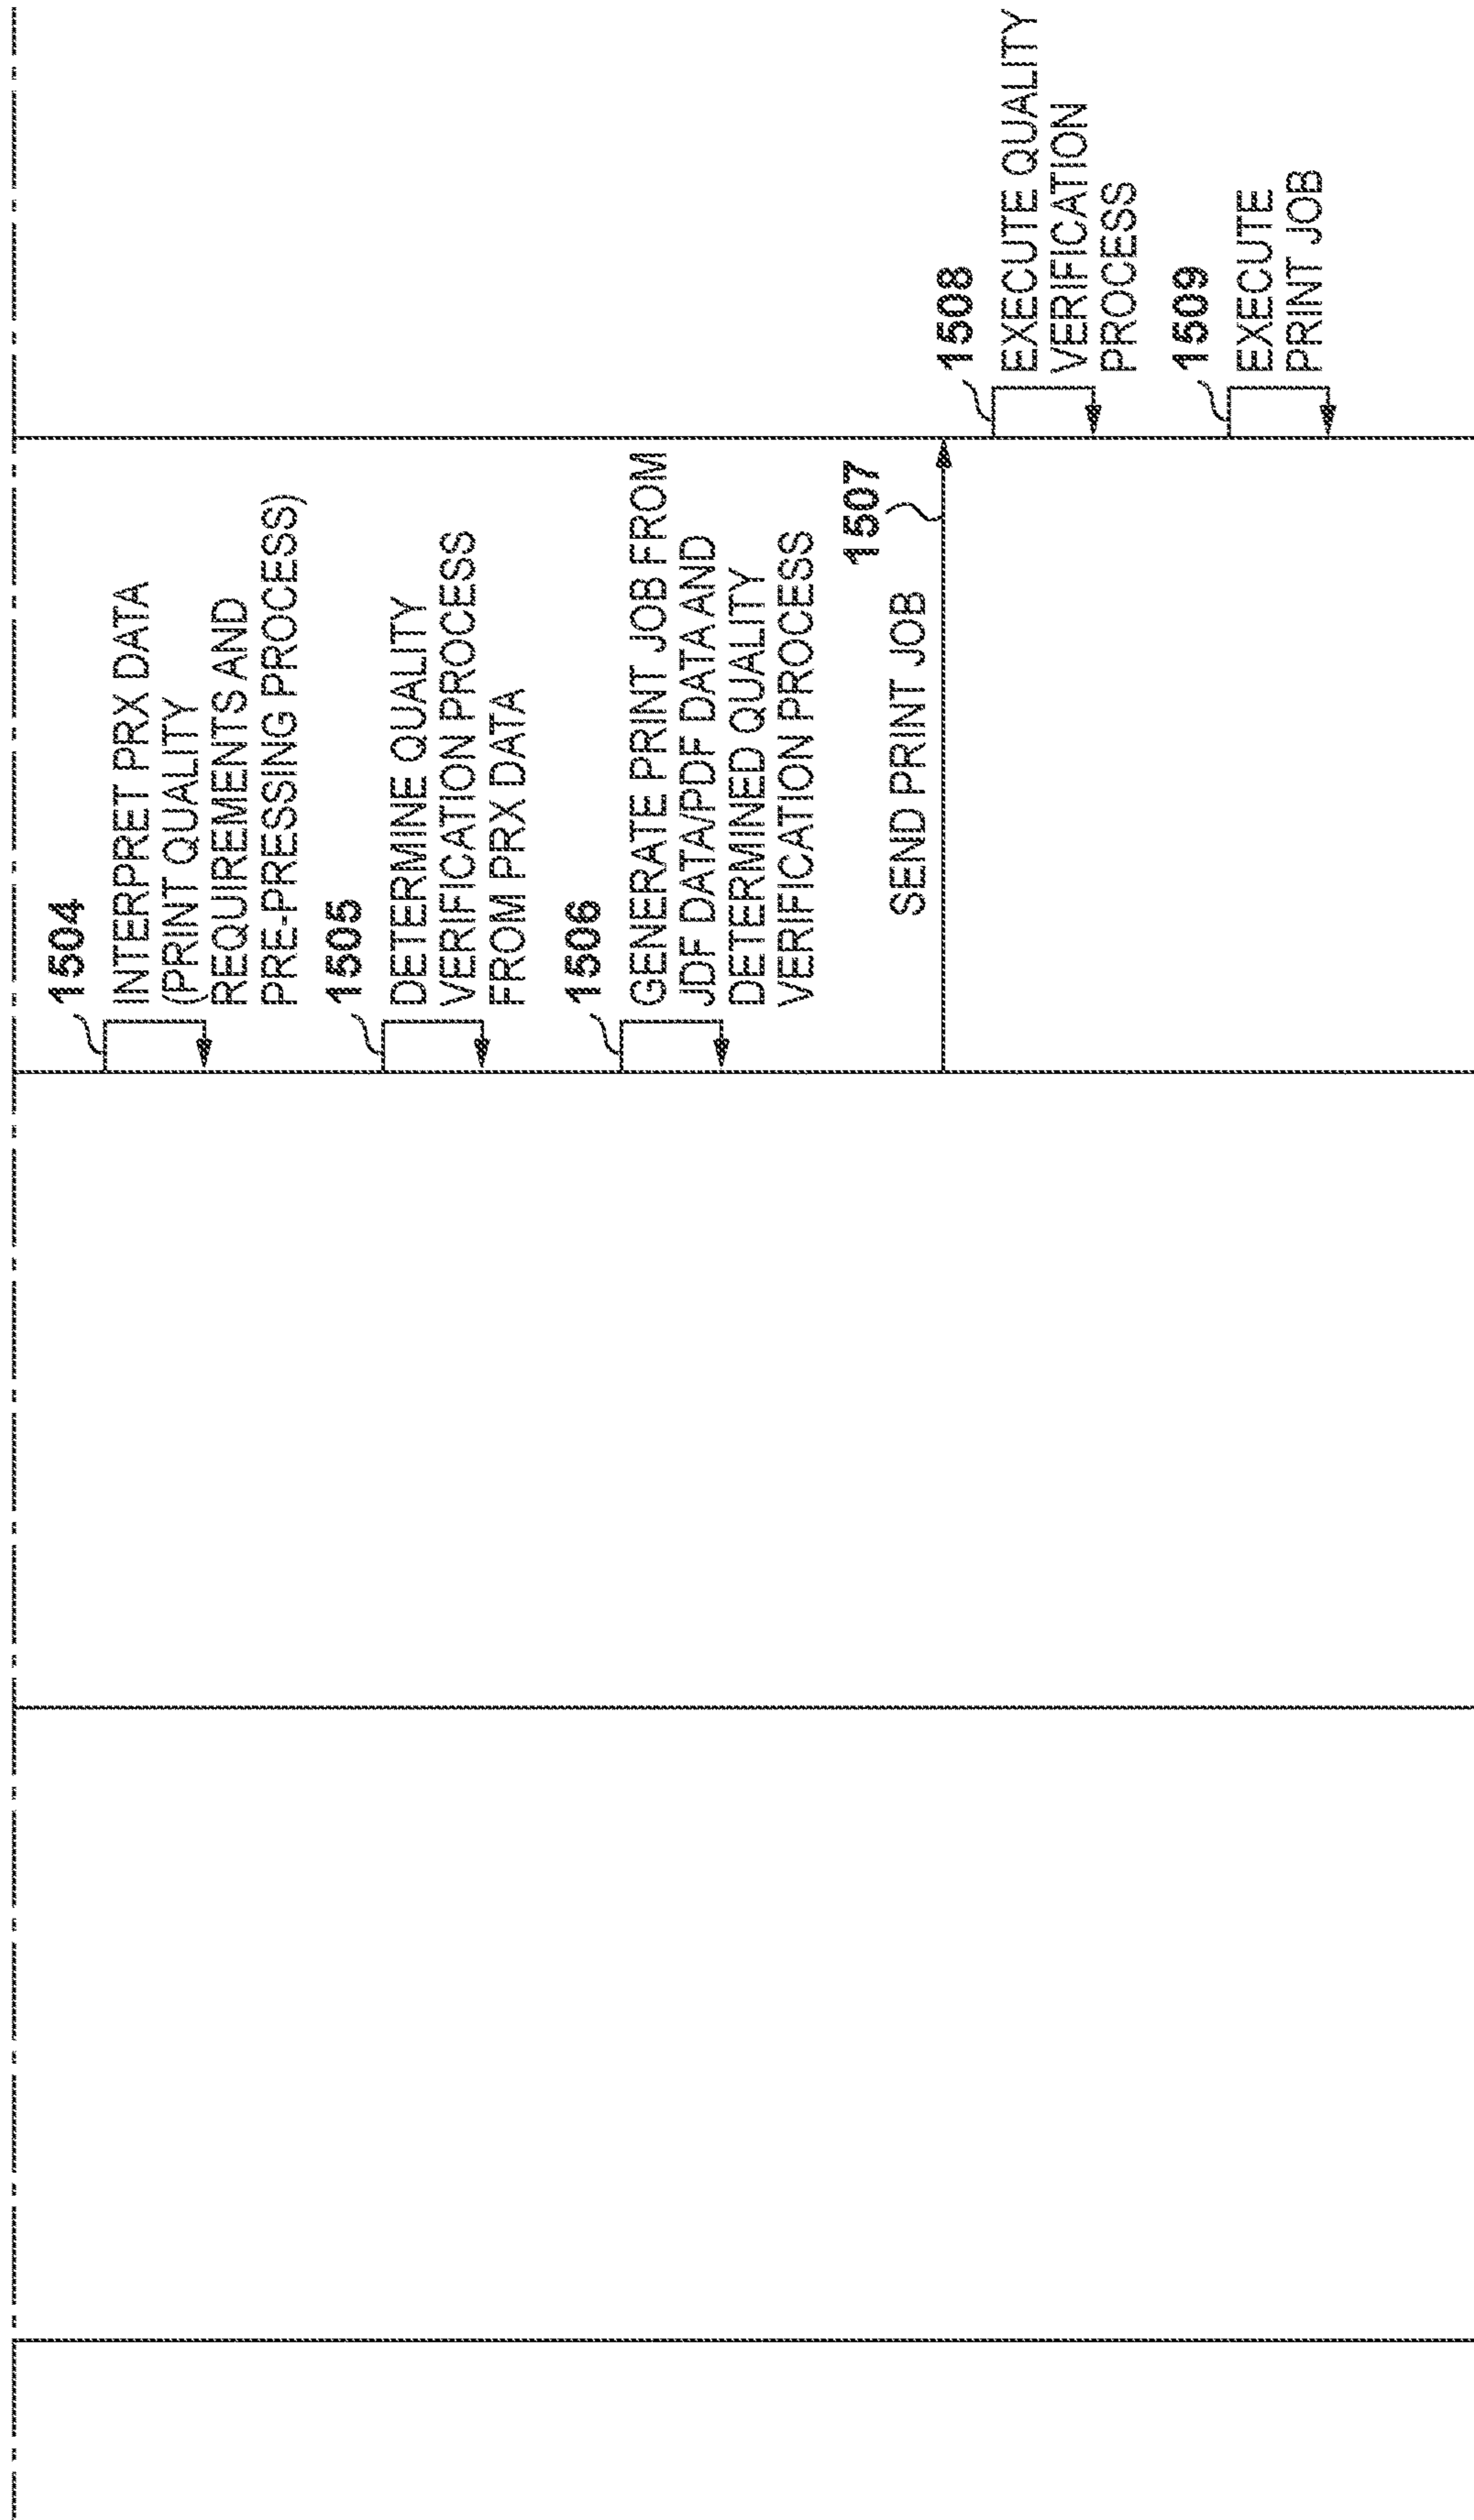 1504
INTERPRET PRX DATA
(PRINT QUALITY
REQUIREMENTS AND
PRE-PRESSING PROCESS)
1505
DETERMINE QUALITY
VERIFICATION PROCESS
FROM PRX DATA
1506
GENERATE PRINT JOB FROM
JDF DATA/PDF DATA AND
DETERMINED QUALITY
VERIFICATION PROCESS
1507
SEND PRINT JOB
1508
EXECUTE QUALITY
VERIFICATION
PROCESS
1509
EXECUTE
PRINT JOB